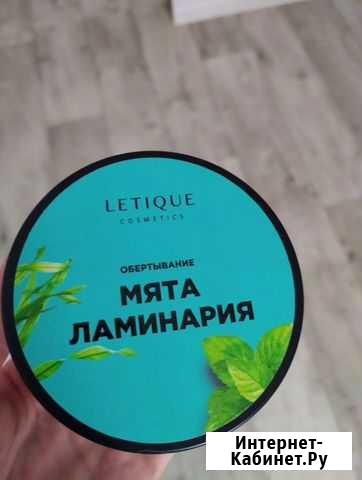 LETIQUE
COSMETICS
ОБЕРТЫВАНИЕ
МЯТА
ЛАМИНАРИЯ
Интернет-
Кабинет.Ру